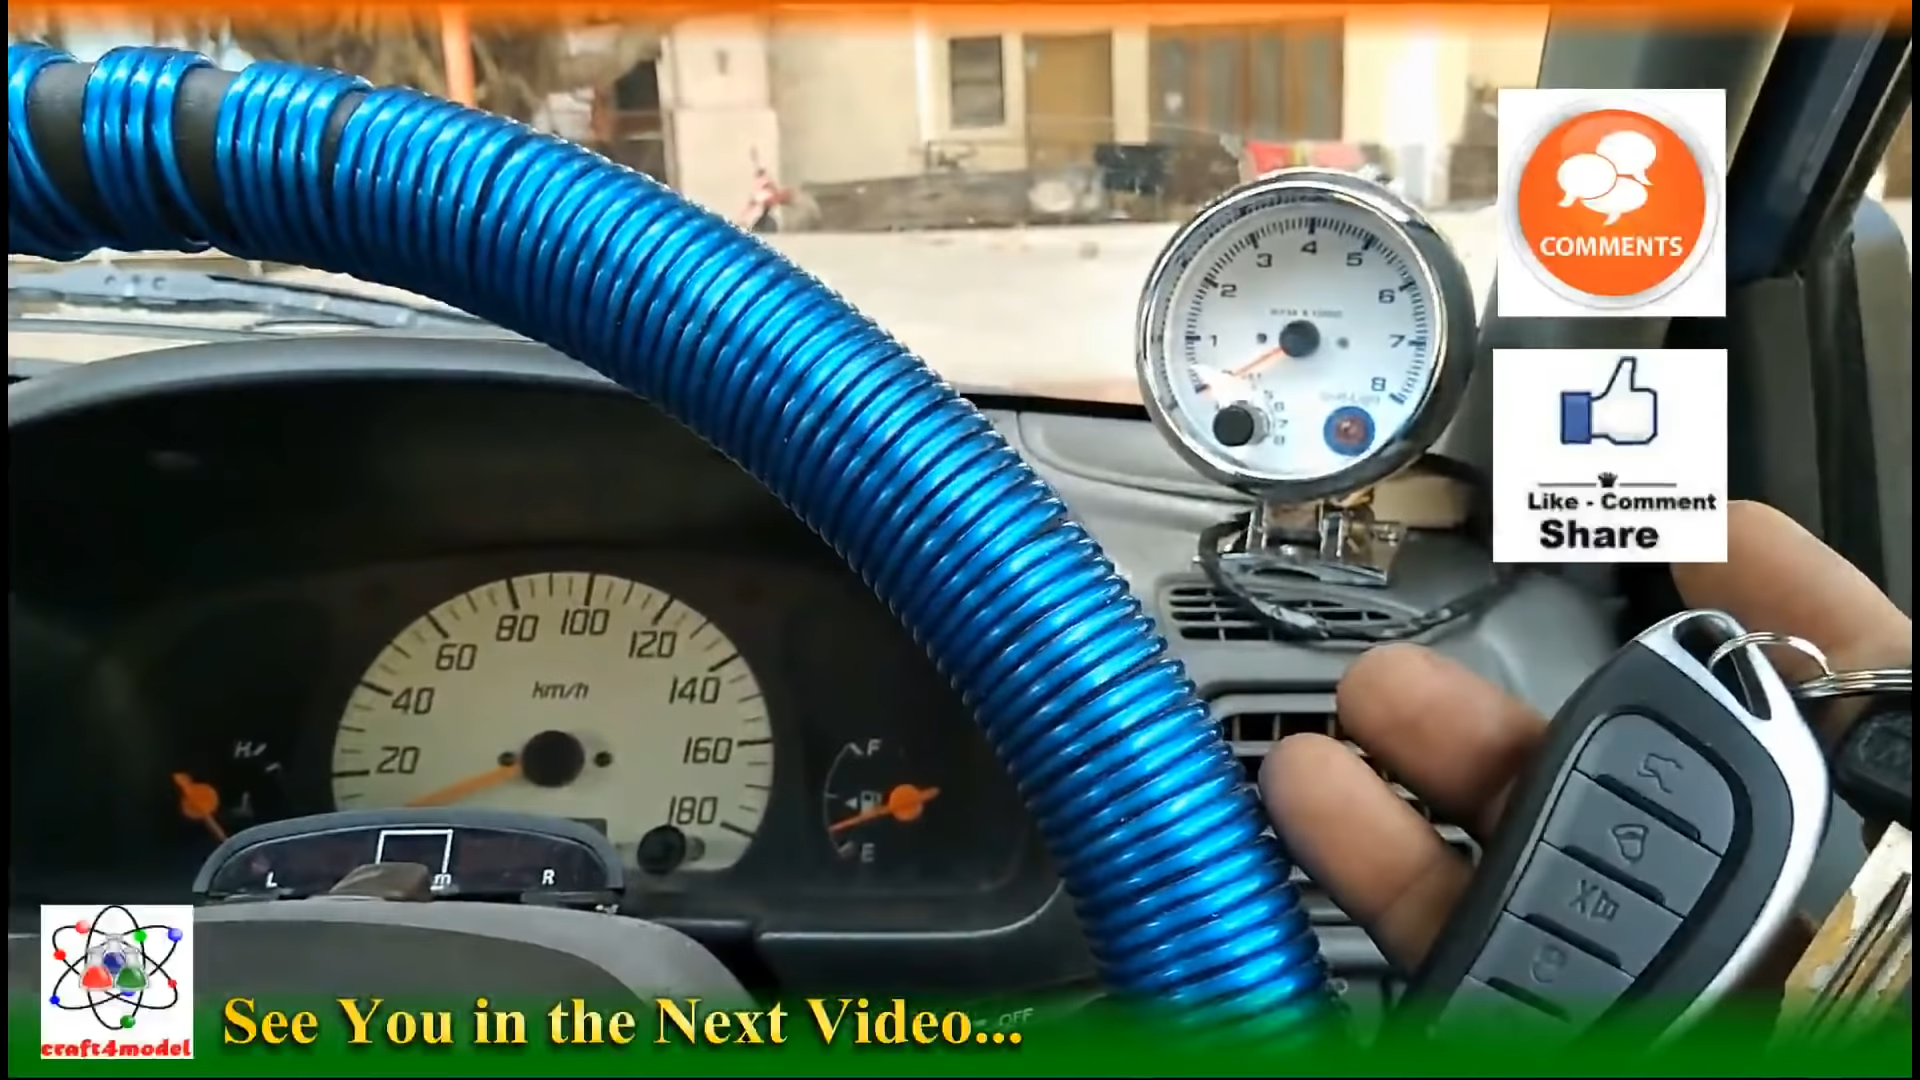 COMMENTS
Like - Comment
Share
3 4 5
2 6
1 7
8
80 100
60 120
km/h
40 140
20 160
180
H
F
E
L R
craft4model
See You in the Next Video...
OFF